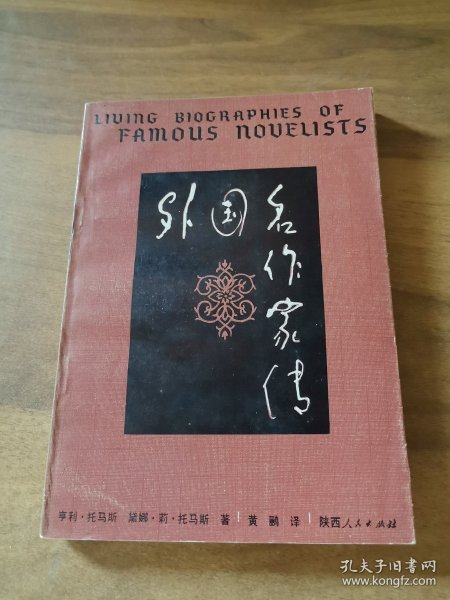 LIVING BIOGRAPHIES OF
FAMOUS NOVELISTS
外国名作家传
亨利·托马斯 黛娜·莉·托马斯 著 | 黄鹂 译 | 陕西人民出版社
孔夫子旧书网
www.kongfz.com